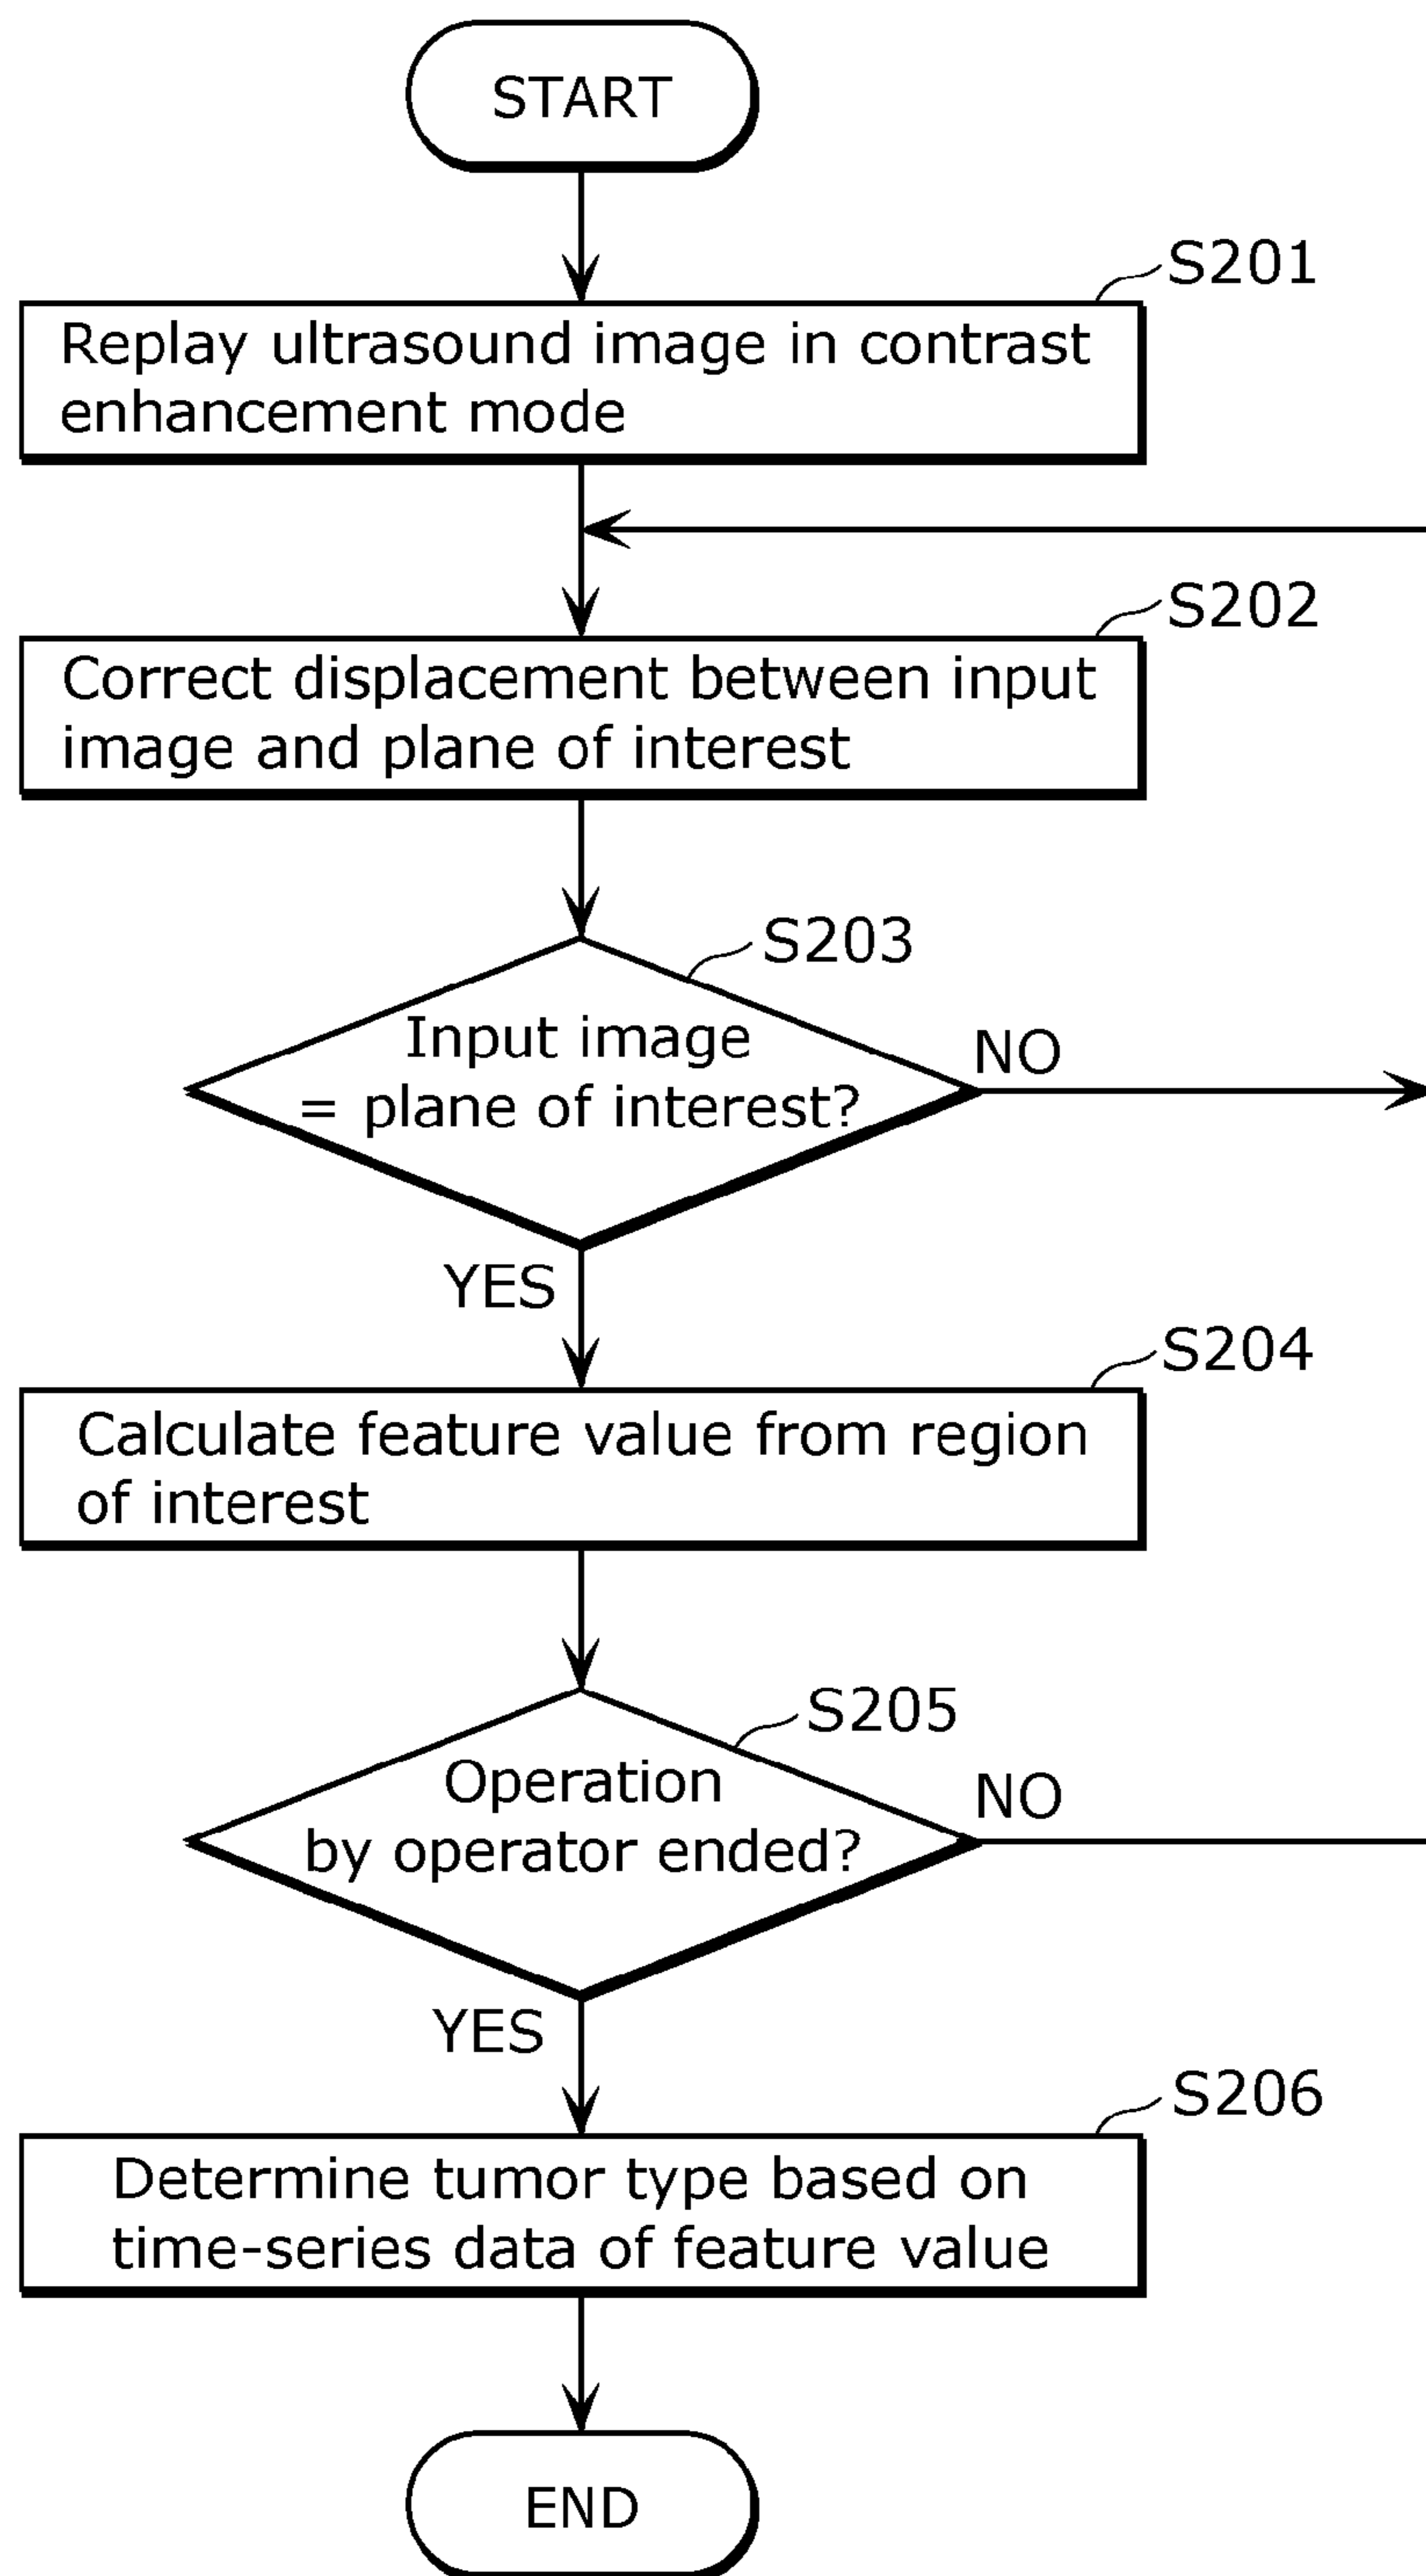 START
S201
Replay ultrasound image in contrast
enhancement mode
S202
Correct displacement between input
image and plane of interest
S203
Input image
= plane of interest?
NO
YES
S204
Calculate feature value from region
of interest
S205
Operation
by operator ended?
NO
YES
S206
Determine tumor type based on
time-series data of feature value
END